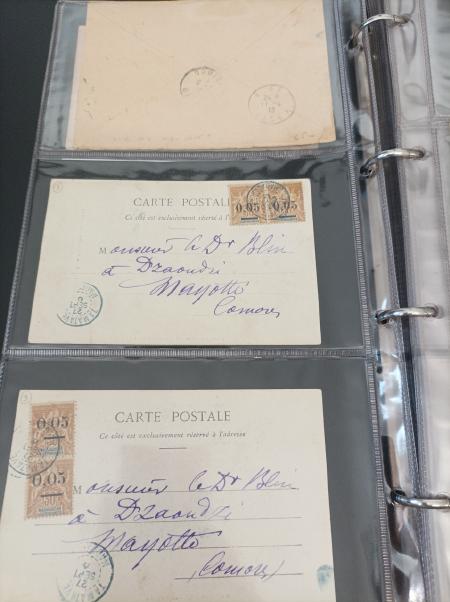 CARTE POSTALE
Ce côté est exclusivement réservé à l'
0.05 0.05
Monsieur le Dr Blin
à Dzaoudzi
Mayotte
Comores
CARTE POSTALE
Ce côté est exclusivement réservé à l'adresse
0.05
0.05
Monsieur le Dr Blin
à Dzaoudzi
Mayotte
(Comores)